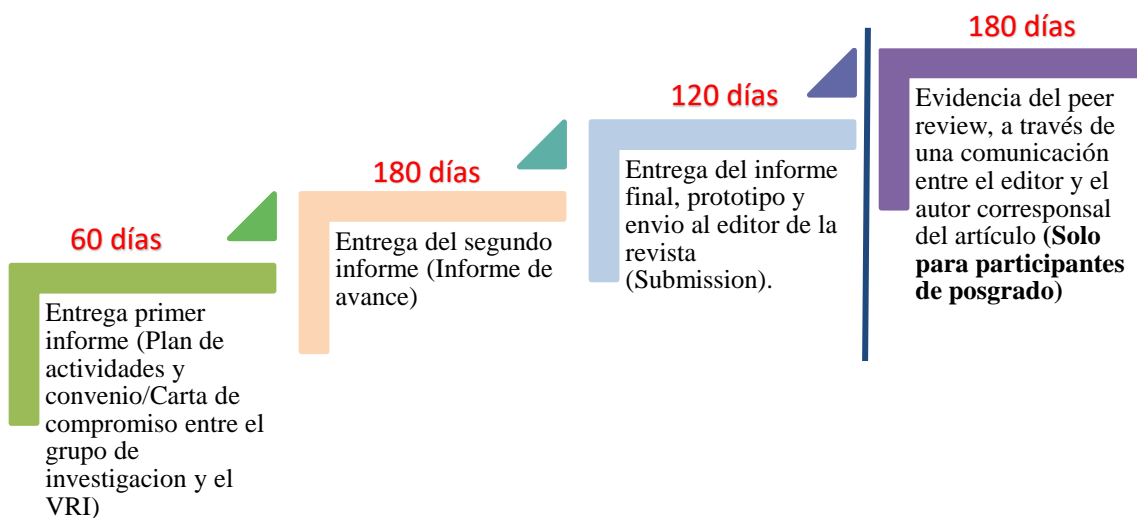 60 días
Entrega primer
informe (Plan de
actividades y
convenio/Carta de
compromiso entre el
grupo de
investigacion y el
VRI)
180 días
Entrega del segundo
informe (Informe de
avance)
120 días
Entrega del informe
final, prototipo y
envio al editor de la
revista
(Submission).
180 días
Evidencia del peer
review, a través de
una comunicación
entre el editor y el
autor corresponsal
del artículo (Solo
para participantes
de posgrado)